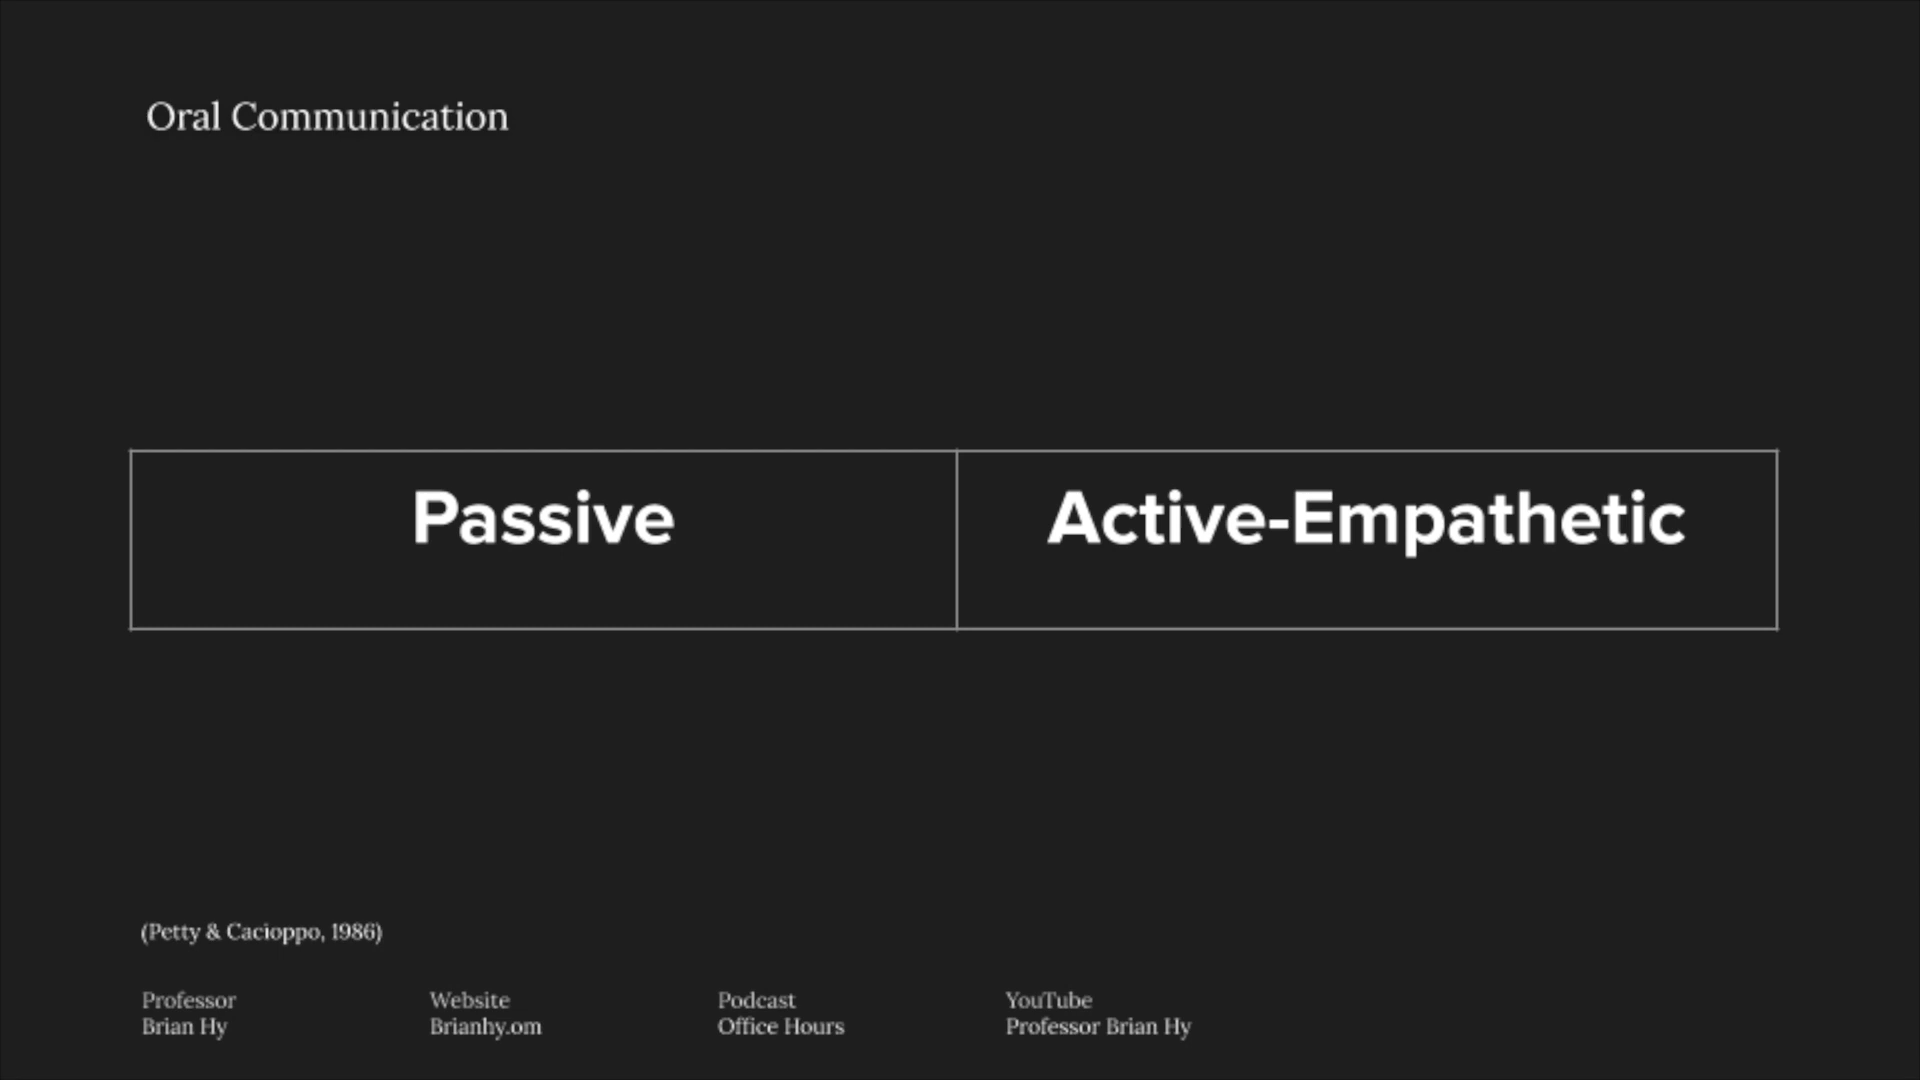 Oral Communication
Passive
Active-Empathetic
(Petty & Cacioppo, 1986)
Professor
Brian Hy
Website
Brianhy.om
Podcast
Office Hours
YouTube
Professor Brian Hy